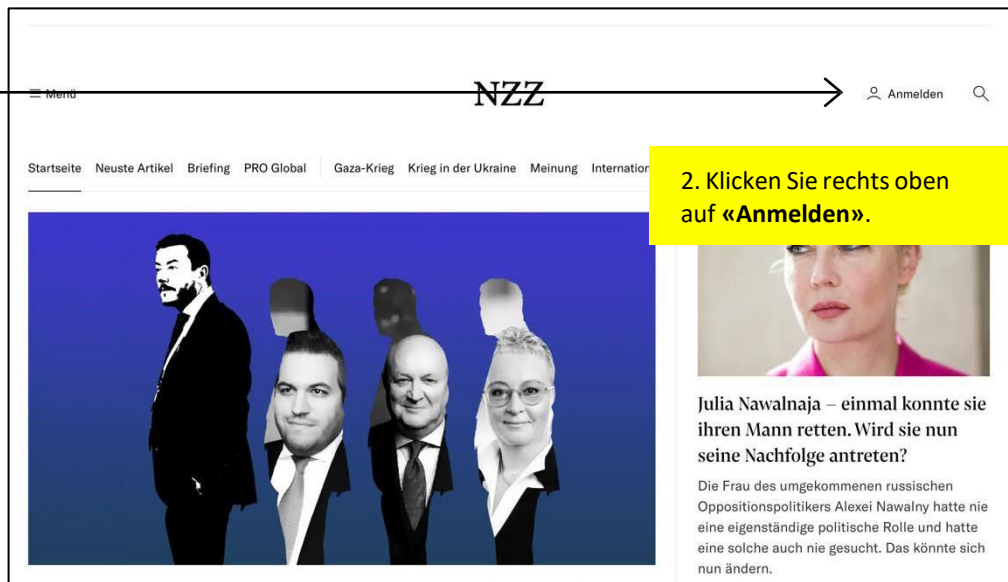 Menü
NZZ
Anmelden
Startseite Neuste Artikel Briefing PRO Global Gaza-Krieg Krieg in der Ukraine Meinung Internation
2. Klicken Sie rechts oben
auf «Anmelden».
Julia Nawalnaja – einmal konnte sie
ihren Mann retten. Wird sie nun
seine Nachfolge antreten?
Die Frau des umgekommenen russischen
Oppositionspolitikers Alexei Nawalny hatte nie
eine eigenständige politische Rolle und hatte
eine solche auch nie gesucht. Das könnte sich
nun ändern.